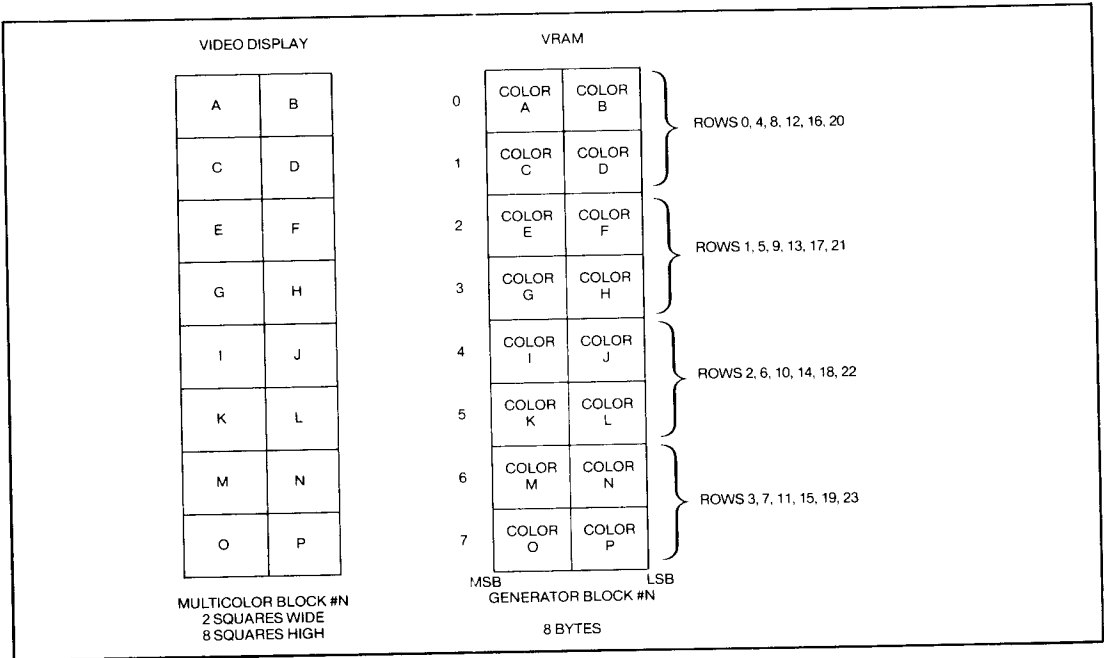 VIDEO DISPLAY
A B
C D
E F
G H
I J
K L
M N
O P
MULTICOLOR BLOCK #N
2 SQUARES WIDE
8 SQUARES HIGH
VRAM
0
COLOR COLOR
A B
ROWS 0, 4, 8, 12, 16, 20
1
COLOR COLOR
C D
2
COLOR COLOR
E F
ROWS 1, 5, 9, 13, 17, 21
3
COLOR COLOR
G H
4
COLOR COLOR
I J
ROWS 2, 6, 10, 14, 18, 22
5
COLOR COLOR
K L
6
COLOR COLOR
M N
ROWS 3, 7, 11, 15, 19, 23
7
COLOR COLOR
O P
MSB LSB
GENERATOR BLOCK #N
8 BYTES